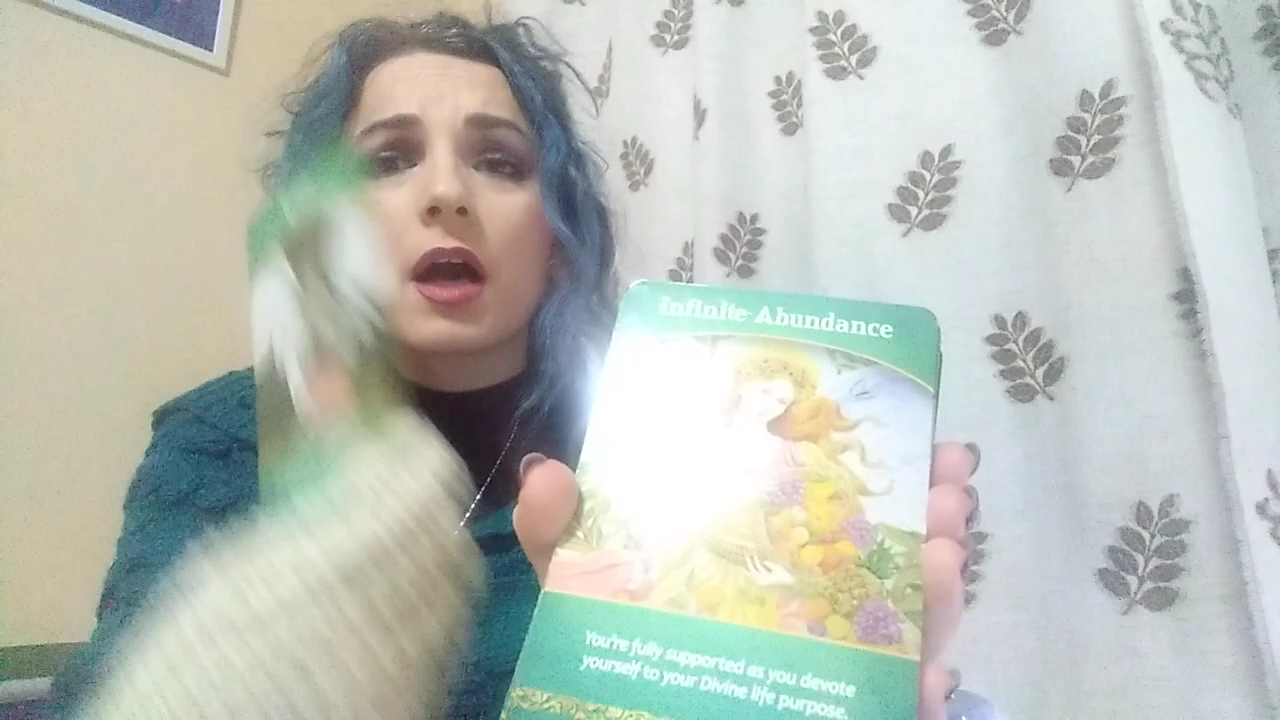 Infinite Abundance
You're fully supported as you devote
yourself to your Divine life purpose.